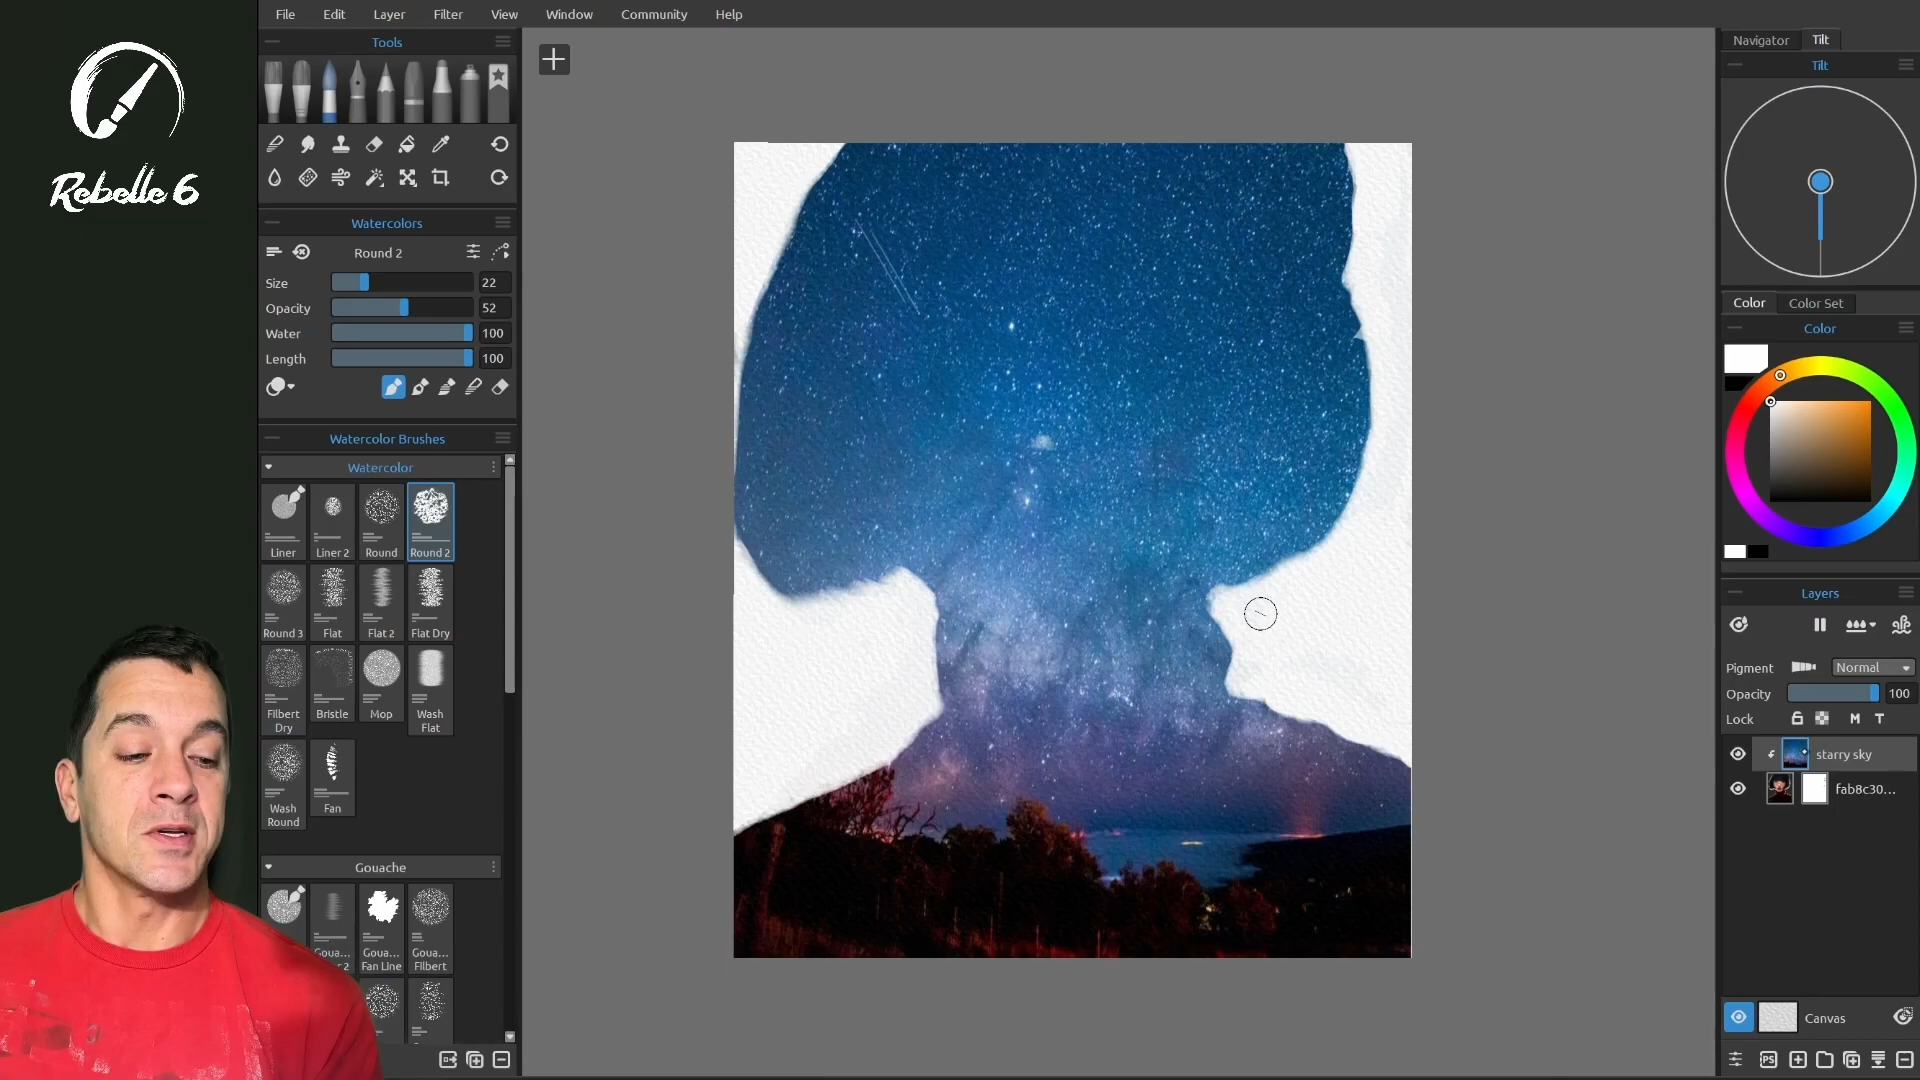 File Edit Layer Filter View Window Community Help
Rebelle 6
Tools
Watercolors
Round 2
Size 22
Opacity 52
Water 100
Length 100
Watercolor Brushes
Watercolor
Liner Liner 2 Round Round 2
Round 3 Flat Flat 2 Flat Dry
Filbert Dry Bristle Mop Wash Flat
Wash Round Fan
Gouache
Goua... Goua... Goua...
r 2 Fan Line Filbert
Navigator Tilt
Tilt
Color Color Set
Color
Layers
Pigment Normal
Opacity 100
Lock M T
starry sky
fab8c30...
Canvas
PS